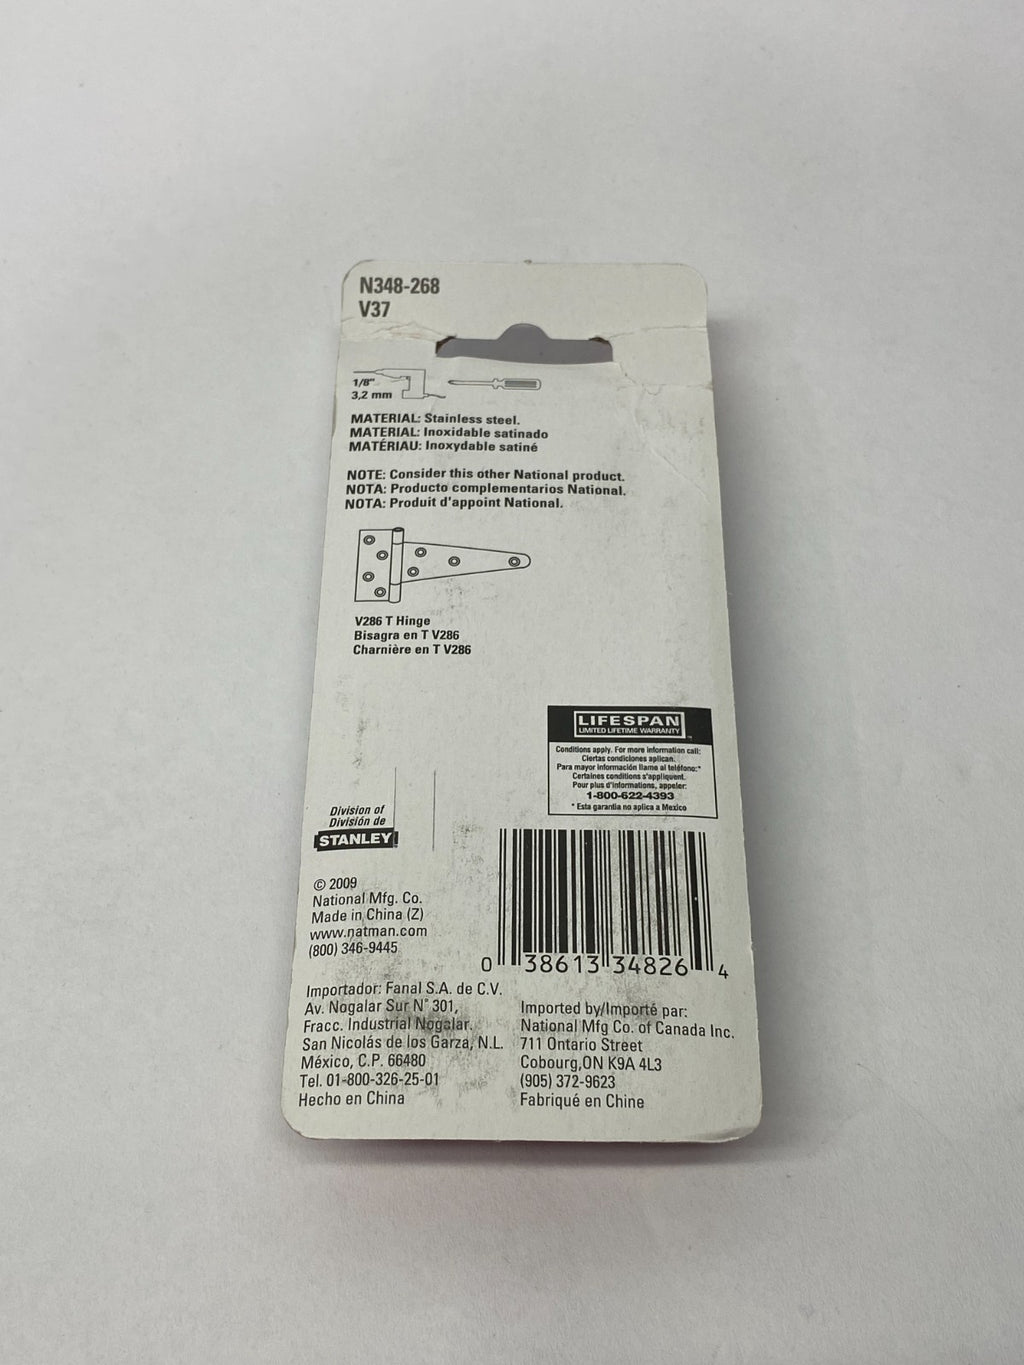 N348-268
V37
1/8"
3,2 mm
MATERIAL: Stainless steel.
MATERIAL: Inoxidable satinado
MATÉRIAU: Inoxydable satiné
NOTE: Consider this other National product.
NOTA: Producto complementarios National.
NOTA: Produit d'appoint National.
V286 T Hinge
Bisagra en T V286
Charnière en T V286
LIFESPAN
LIMITED LIFETIME WARRANTY
TM
Conditions apply. For more information call:
Ciertas condiciones aplican.
Para mayor información llame al teléfono:*
Certaines conditions s'appliquent.
Pour plus d'informations, appeler:
1-800-622-4393
* Esta garantia no aplica a Mexico
Division of
División de
STANLEY
© 2009
National Mfg. Co.
Made in China (Z)
www.natman.com
(800) 346-9445
0 38613 34826 4
Importador: Fanal S.A. de C.V.
Av. Nogalar Sur N° 301,
Fracc. Industrial Nogalar.
San Nicolás de los Garza, N.L.
México, C.P. 66480
Tel. 01-800-326-25-01
Hecho en China
Imported by/Importé par:
National Mfg Co. of Canada Inc.
711 Ontario Street
Cobourg,ON K9A 4L3
(905) 372-9623
Fabriqué en Chine